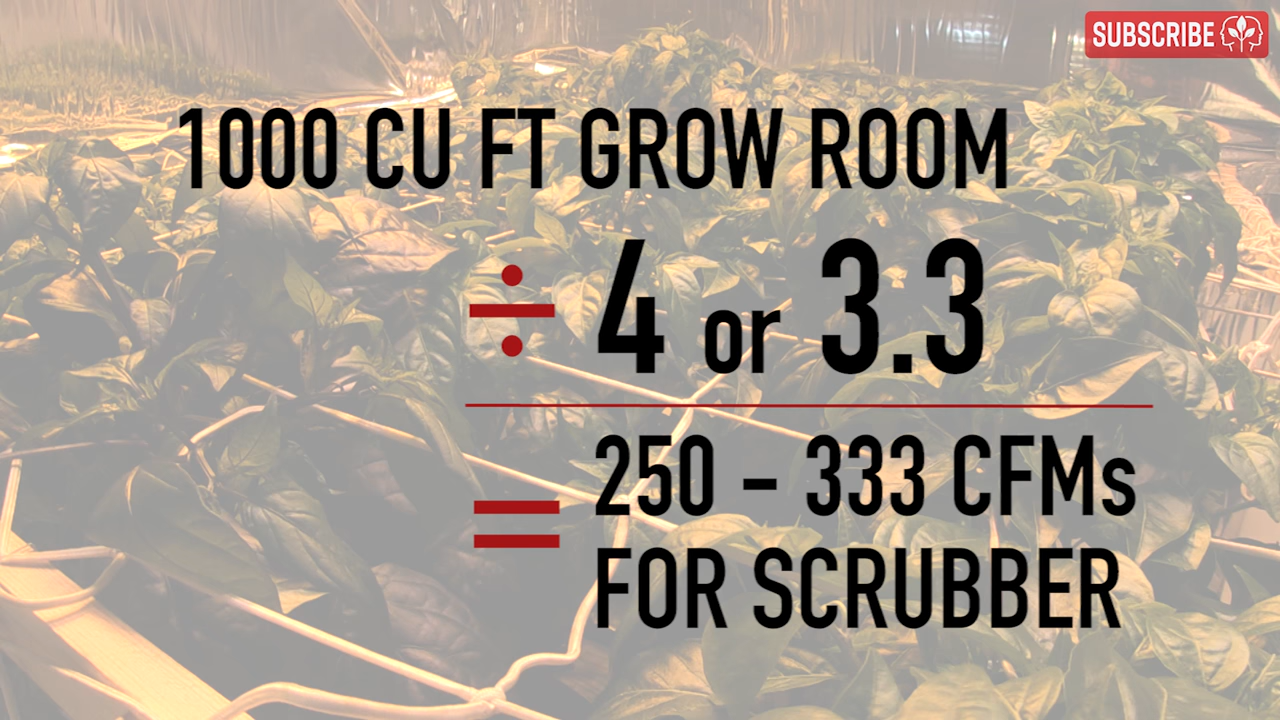 SUBSCRIBE
1000 CU FT GROW ROOM
÷ 4 or 3.3
= 250 - 333 CFMs
FOR SCRUBBER